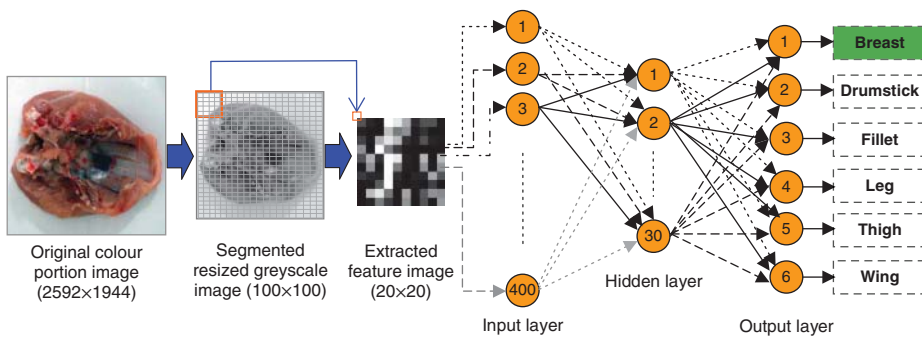 Original colour
portion image
(2592×1944)
Segmented
resized greyscale
image (100×100)
Extracted
feature image
(20×20)
1
2
3
400
Input layer
1
2
30
Hidden layer
1
2
3
4
5
6
Output layer
Breast
Drumstick
Fillet
Leg
Thigh
Wing